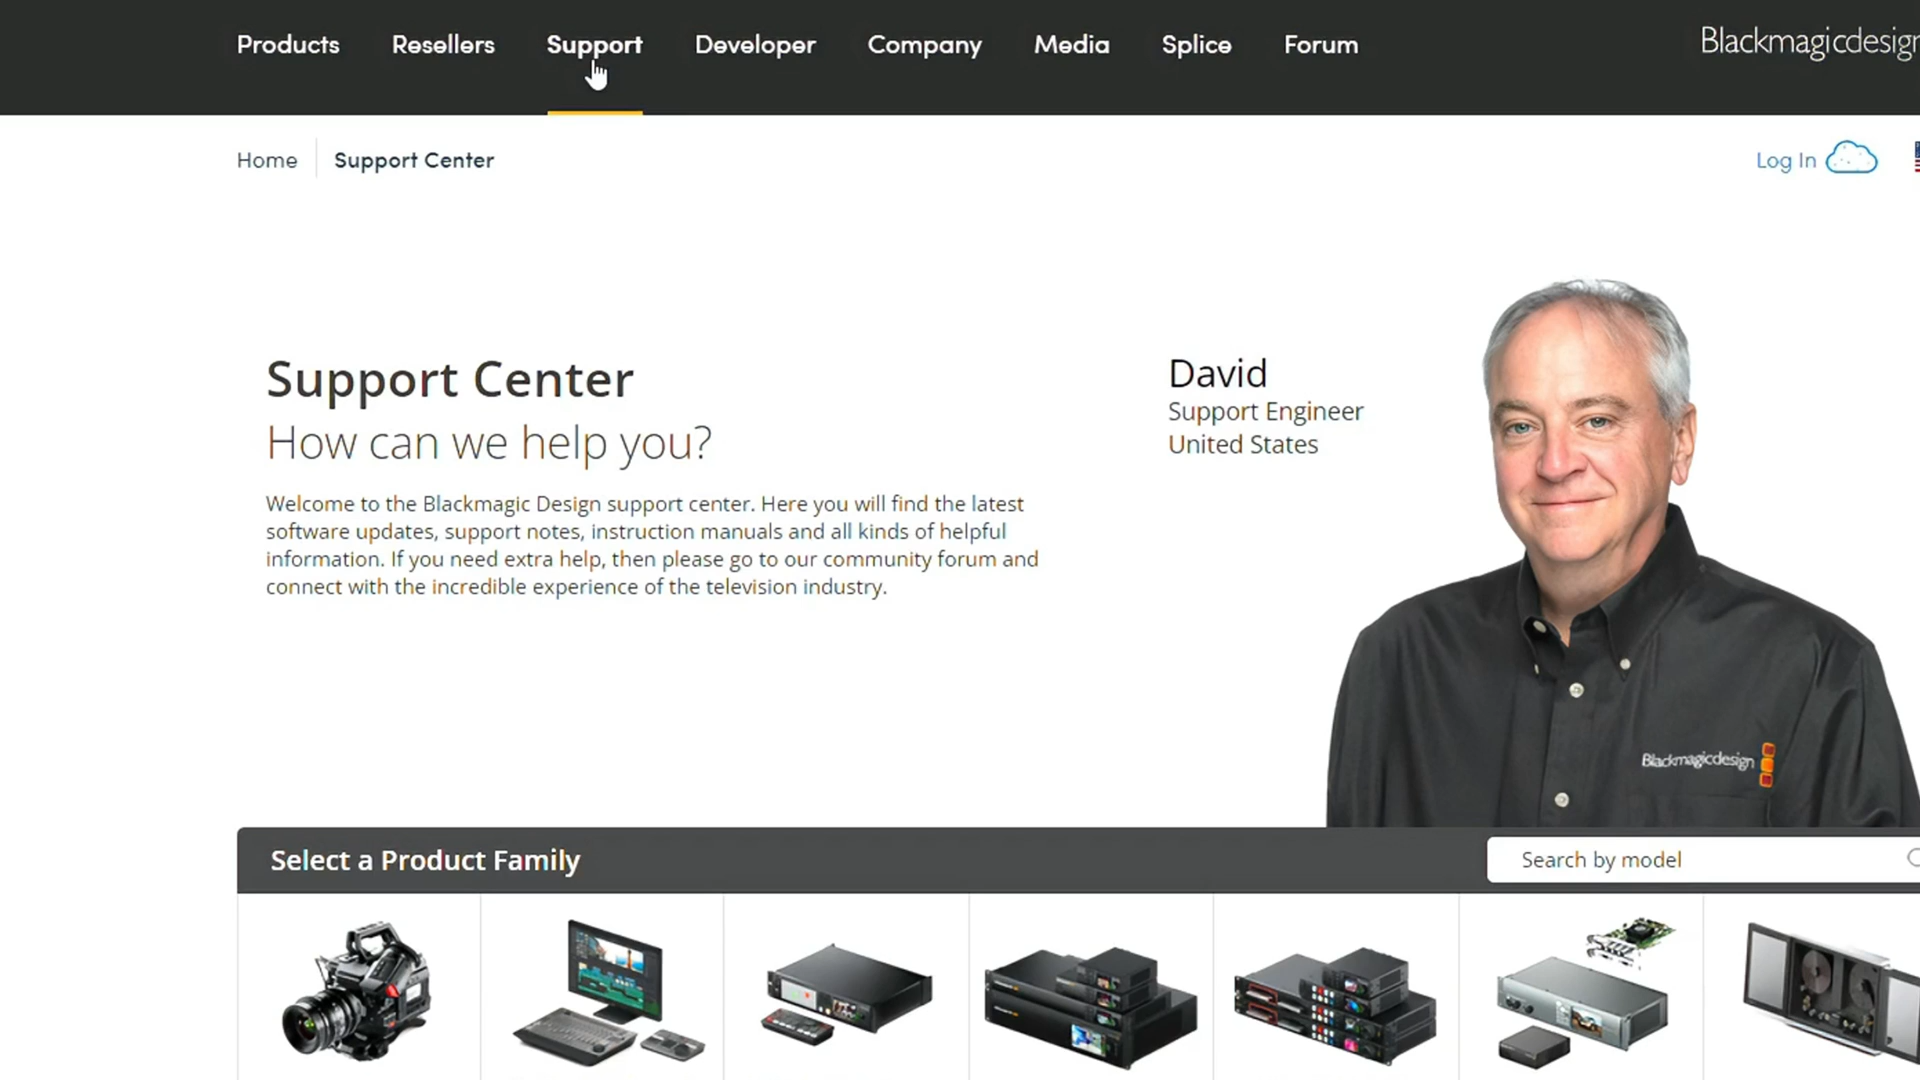 Products
Resellers
Support
Developer
Company
Media
Splice
Forum
Blackmagicdesign
Home
Support Center
Log In
Support Center
How can we help you?
Welcome to the Blackmagic Design support center. Here you will find the latest
software updates, support notes, instruction manuals and all kinds of helpful
information. If you need extra help, then please go to our community forum and
connect with the incredible experience of the television industry.
David
Support Engineer
United States
Blackmagicdesign
Select a Product Family
Search by model